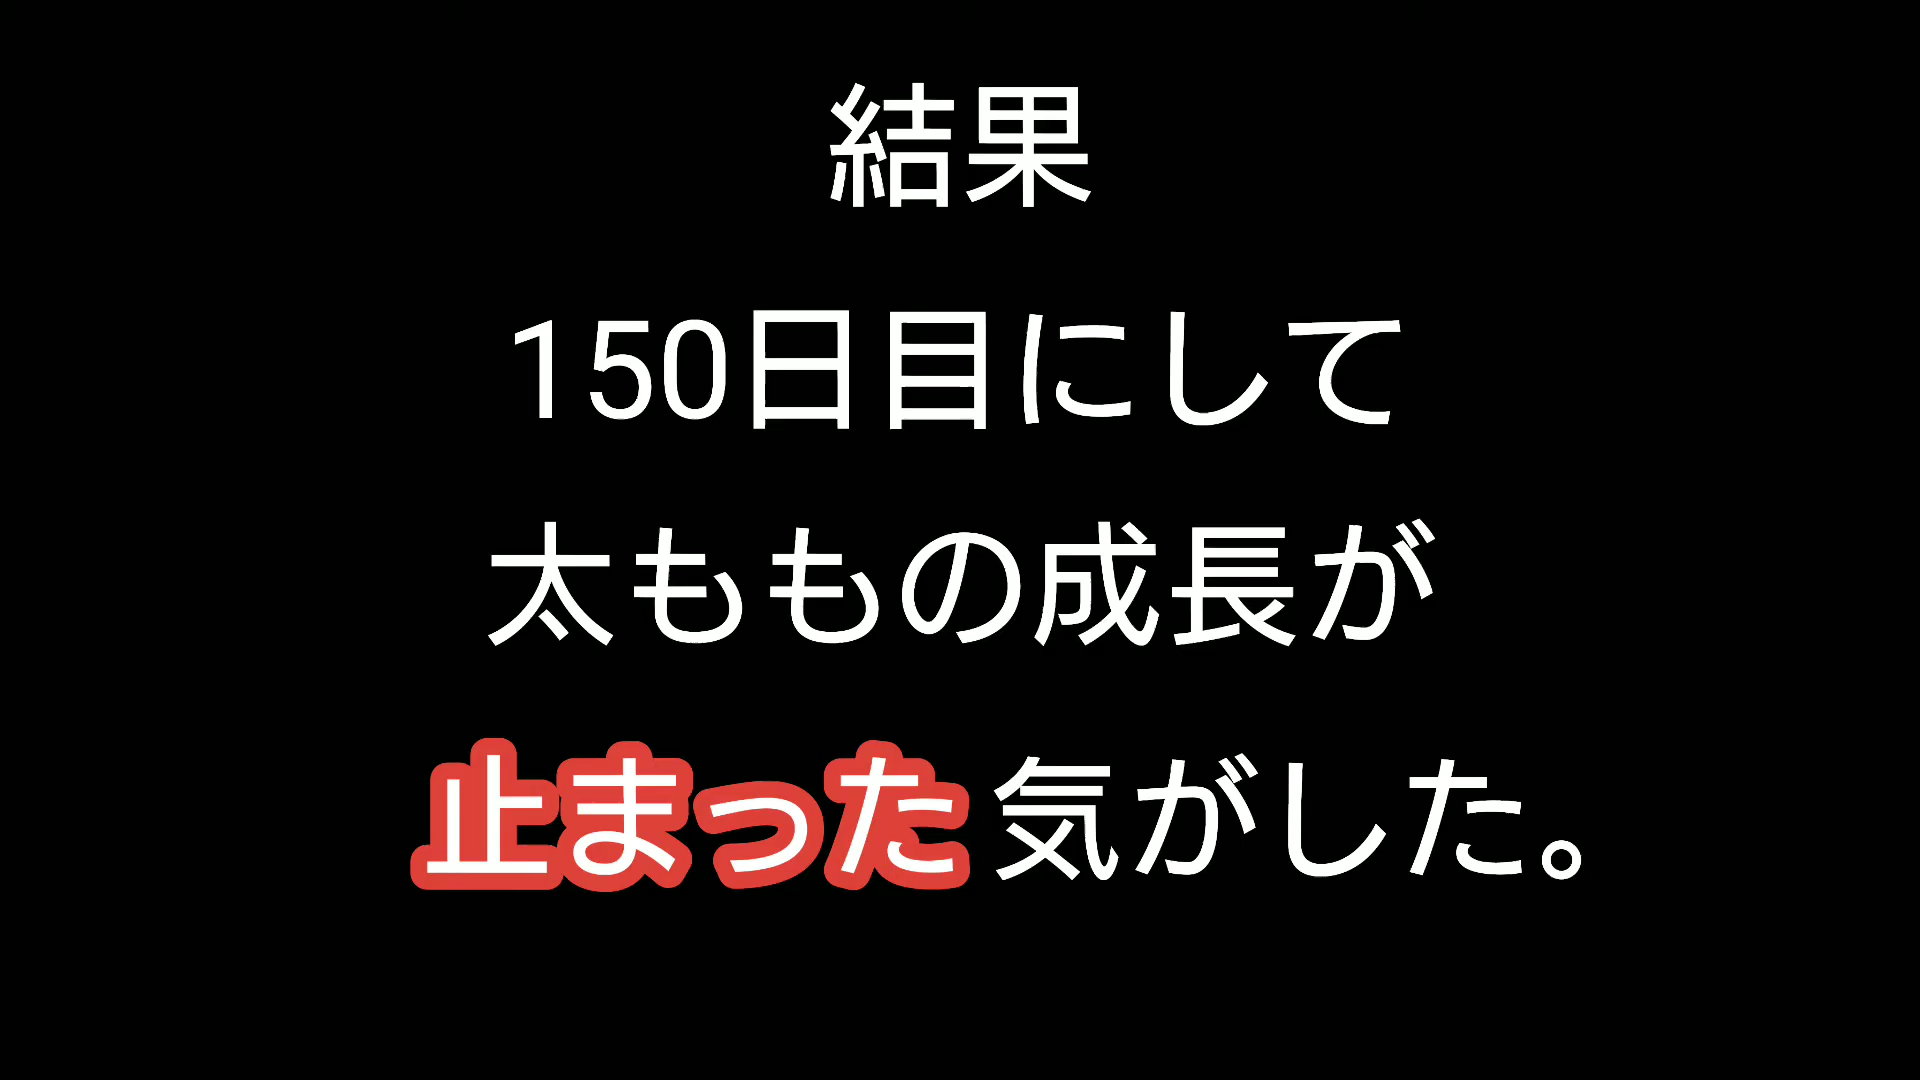 結果
150日目にして
太ももの成長が
止まった気がした。